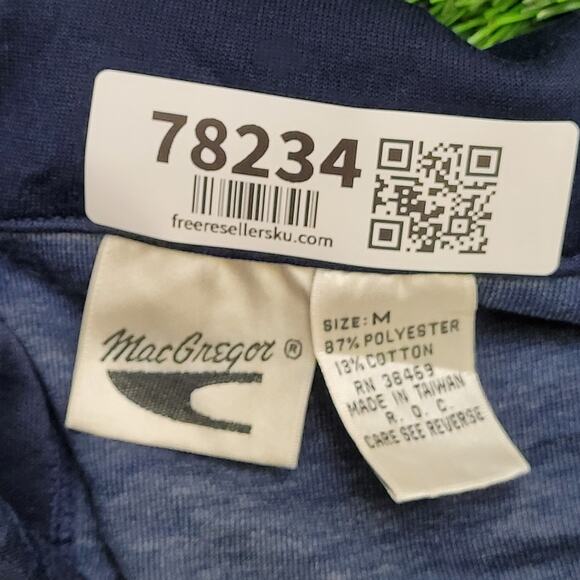 78234
freeresellersku.com
MacGregor ®
SIZE: M
87% POLYESTER
13% COTTON
RN 38469
MADE IN TAIWAN
R. O. C.
CARE SEE REVERSE